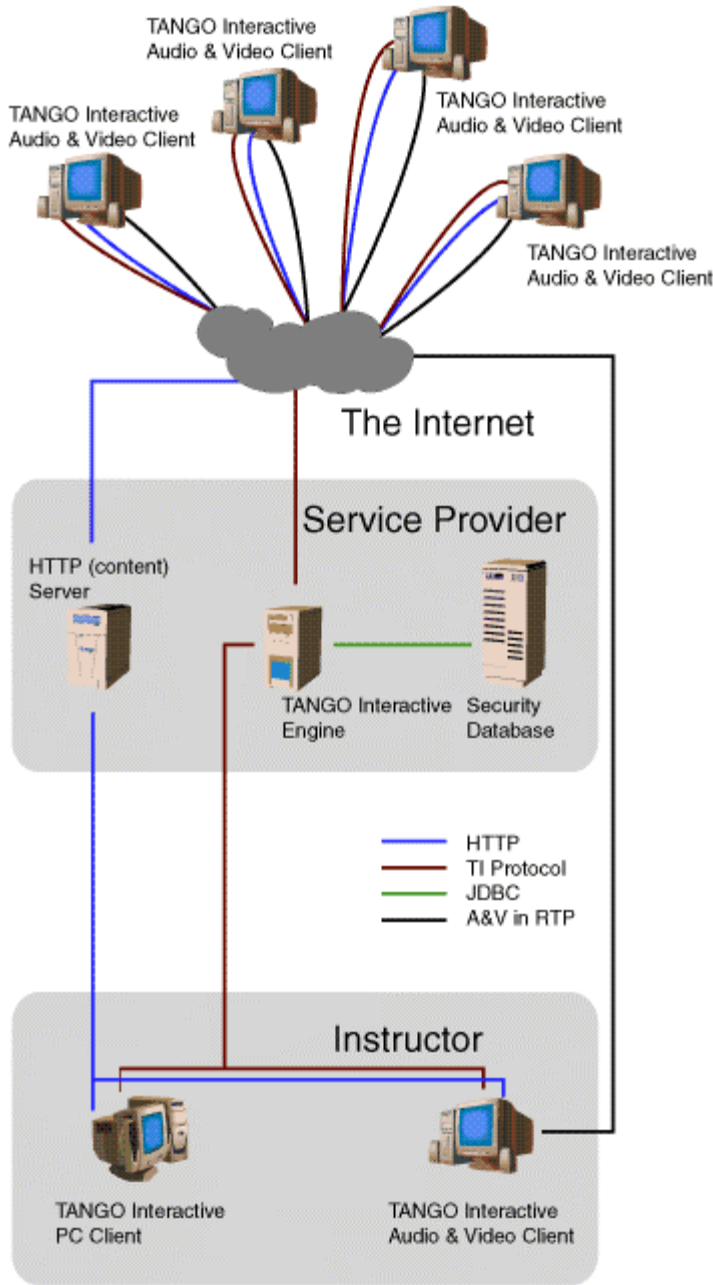 TANGO Interactive
Audio & Video Client
TANGO Interactive
Audio & Video Client
TANGO Interactive
Audio & Video Client
TANGO Interactive
Audio & Video Client
The Internet
Service Provider
HTTP (content)
Server
TANGO Interactive
Engine
Security
Database
HTTP
TI Protocol
JDBC
A&V in RTP
Instructor
TANGO Interactive
PC Client
TANGO Interactive
Audio & Video Client